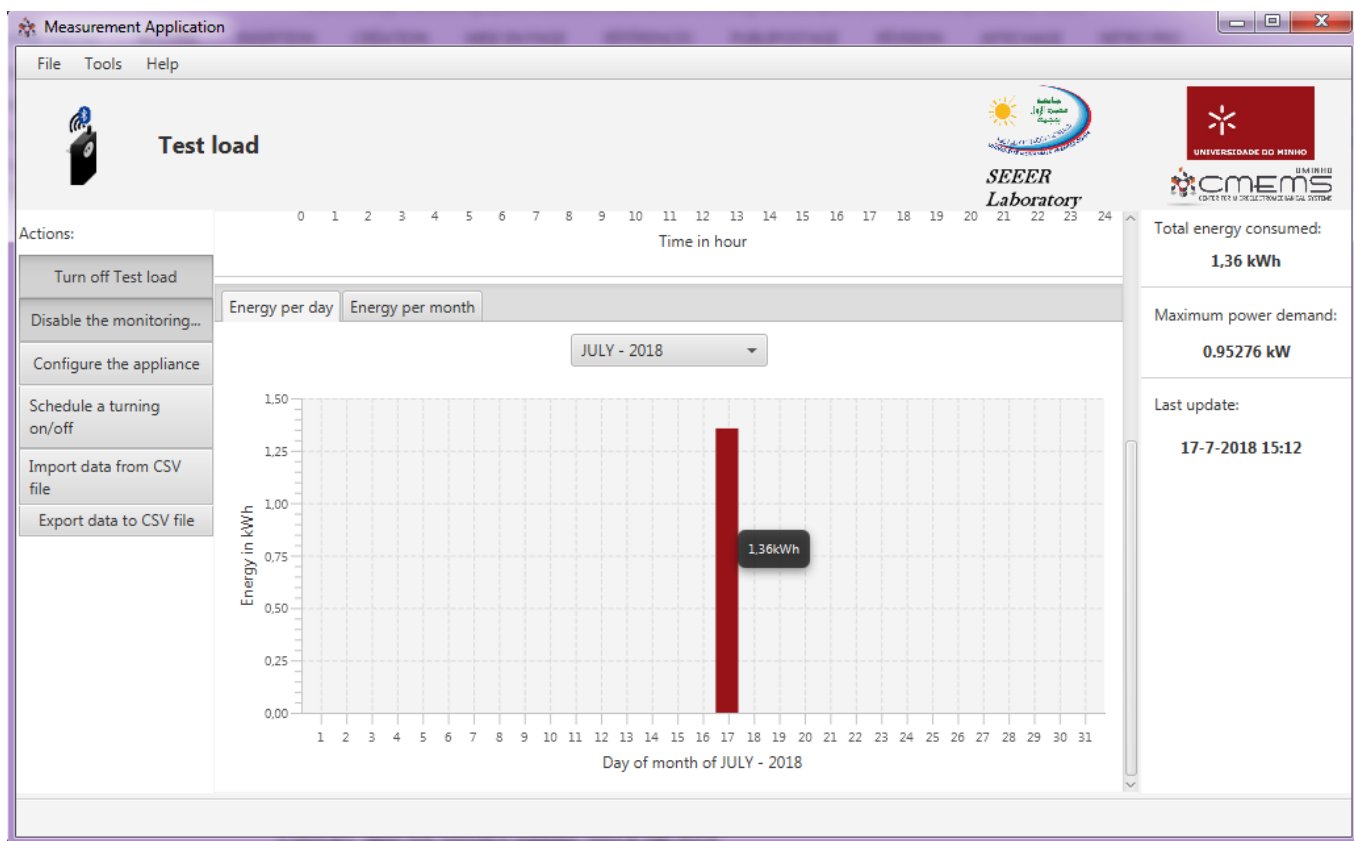 Measurement Application
File Tools Help
Test load
جامعة
SEEER
Laboratory
UNIVERSIDADE DO MINHO
UMINHO
CMEMS
CENTER FOR MICROELECTROMECHANICAL SYSTEMS
Actions:
Turn off Test load
Disable the monitoring...
Configure the appliance
Schedule a turning
on/off
Import data from CSV
file
Export data to CSV file
0 1 2 3 4 5 6 7 8 9 10 11 12 13 14 15 16 17 18 19 20 21 22 23 24
Time in hour
Energy per day Energy per month
JULY - 2018
Energy in kWh
1,50
1,25
1,00
0,75
0,50
0,25
0,00
1,36kWh
1 2 3 4 5 6 7 8 9 10 11 12 13 14 15 16 17 18 19 20 21 22 23 24 25 26 27 28 29 30 31
Day of month of JULY - 2018
Total energy consumed:
1,36 kWh
Maximum power demand:
0.95276 kW
Last update:
17-7-2018 15:12